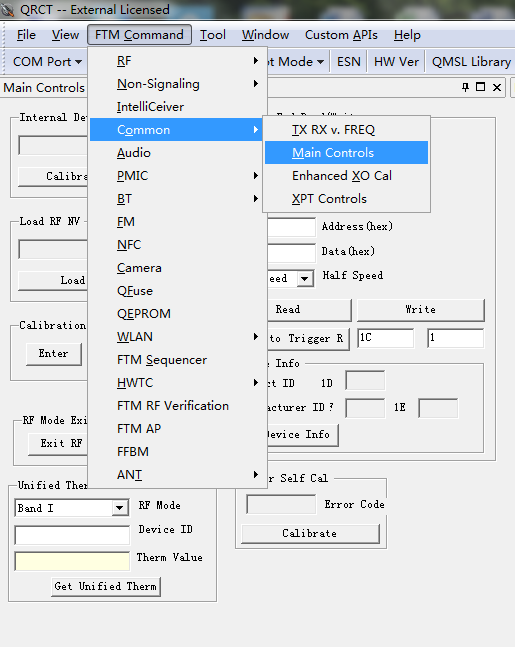 QRCT -- External Licensed
File View FTM Command Tool Window Custom APIs Help
COM Port ot Mode ESN HW Ver QMSL Library
Main Controls
RF
Non-Signaling
IntelliCeiver
Common
Audio
PMIC
BT
FM
NFC
Camera
QFuse
QEPROM
WLAN
FTM Sequencer
HWTC
FTM RF Verification
FTM AP
FFBM
ANT
TX RX v. FREQ
Main Controls
Enhanced XO Cal
XPT Controls
Internal De
Calibra
Load RF NV
Load
Calibration
Enter
RF Mode Exi
Exit RF
Address(hex)
Data(hex)
eed Half Speed
Read Write
to Trigger R 1C 1
e Info
ct ID 1D
facturer ID? 1E
Device Info
Unified Ther
Band I RF Mode
Device ID
Therm Value
Get Unified Therm
r Self Cal
Error Code
Calibrate